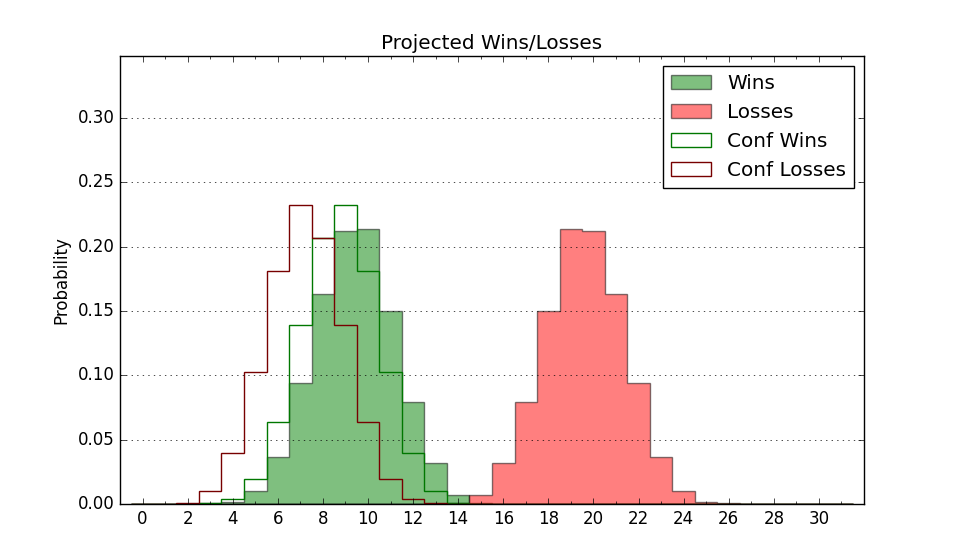 Projected Wins/Losses
Wins
Losses
Conf Wins
Conf Losses
Probability
0.30
0.25
0.20
0.15
0.10
0.05
0.00
0 2 4 6 8 10 12 14 16 18 20 22 24 26 28 30